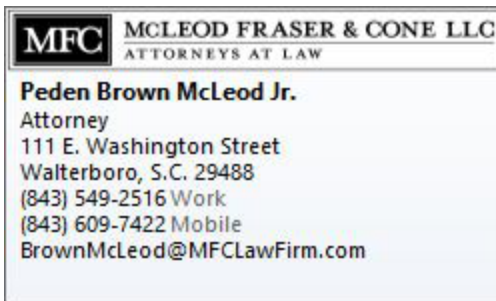 MFC McLEOD FRASER & CONE LLC
ATTORNEYS AT LAW
Peden Brown McLeod Jr.
Attorney
111 E. Washington Street
Walterboro, S.C. 29488
(843) 549-2516 Work
(843) 609-7422 Mobile
BrownMcLeod@MFCLawFirm.com